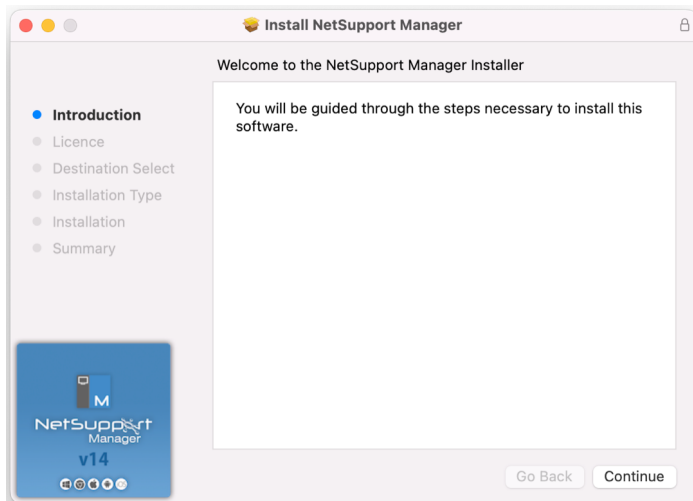 Install NetSupport Manager
Welcome to the NetSupport Manager Installer
Introduction
Licence
Destination Select
Installation Type
Installation
Summary
You will be guided through the steps necessary to install this
software.
M
NetSupport
Manager
v14
Go Back
Continue